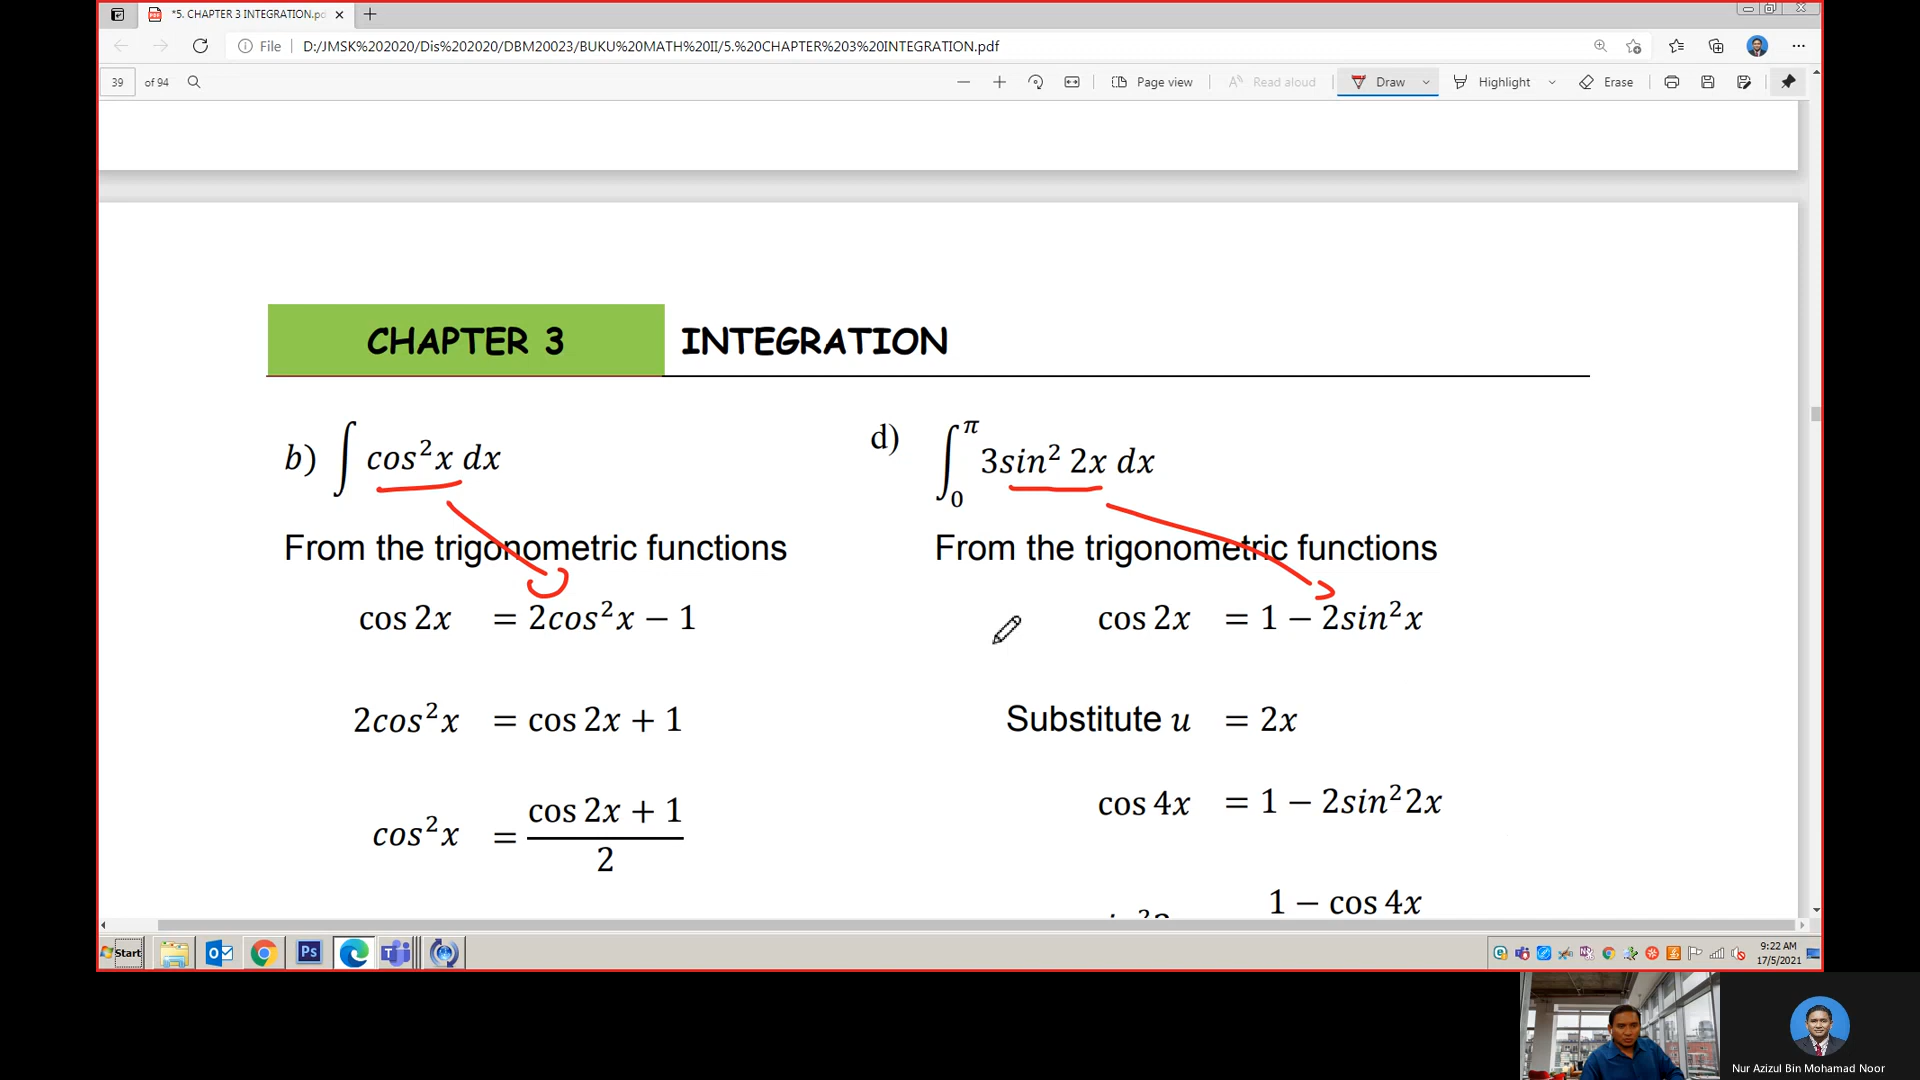 *5. CHAPTER 3 INTEGRATION.pd
File
D:/JMSK%202020/Dis%202020/DBM20023/BUKU%20MATH%20II/5.%20CHAPTER%203%20INTEGRATION.pdf
39 of 94
Page view
Read aloud
Draw
Highlight
Erase
CHAPTER 3 INTEGRATION
b) ∫ cos²x dx
From the trigonometric functions
cos 2x = 2cos²x − 1
2cos²x = cos 2x + 1
cos²x = (cos 2x + 1)/2
d) ∫₀^π 3sin² 2x dx
From the trigonometric functions
cos 2x = 1 − 2sin²x
Substitute u = 2x
cos 4x = 1 − 2sin²2x
1 − cos 4x
Start
Ps
9:22 AM
17/5/2021
Nur Azizul Bin Mohamad Noor